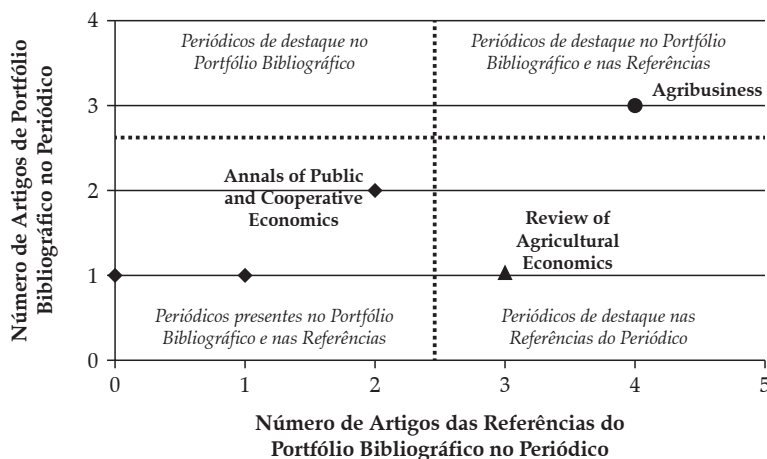 Número de Artigos de Portfólio
Bibliográfico no Periódico
4
3
2
1
0
Periódicos de destaque no
Portfólio Bibliográfico
Periódicos de destaque no Portfólio
Bibliográfico e nas Referências
Agribusiness
Annals of Public
and Cooperative
Economics
Review of
Agricultural
Economics
Periódicos presentes no Portfólio
Bibliográfico e nas Referências
Periódicos de destaque nas
Referências do Periódico
0 1 2 3 4 5
Número de Artigos das Referências do
Portfólio Bibliográfico no Periódico